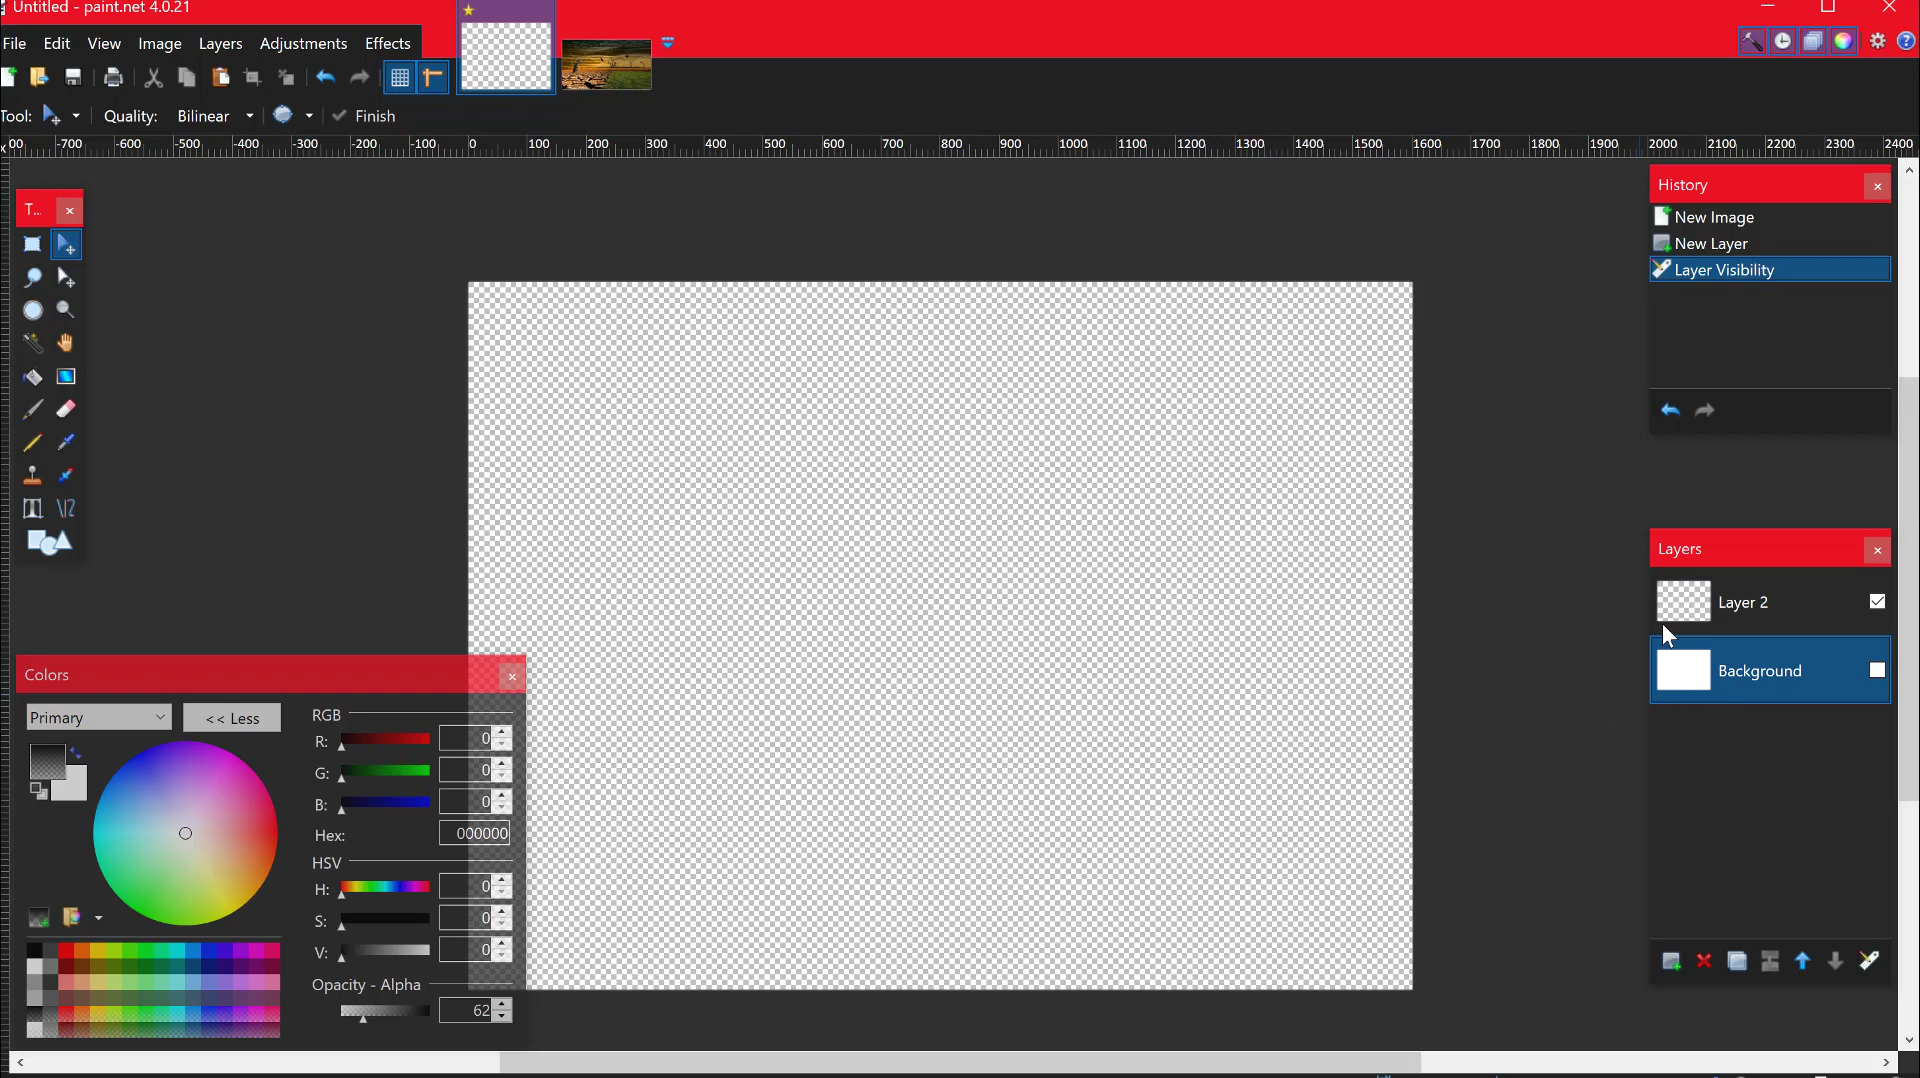 Untitled - paint.net 4.0.21
File Edit View Image Layers Adjustments Effects
Tool: Quality: Bilinear Finish
00 -700 -600 -500 -400 -300 -200 -100 0 100 200 300 400 500 600 700 800 900 1000 1100 1200 1300 1400 1500 1600 1700 1800 1900 2000 2100 2200 2300 2400
T...
History
New Image
New Layer
Layer Visibility
Layers
Layer 2
Background
Colors
Primary << Less
RGB
R: 0
G: 0
B: 0
Hex: 000000
HSV
H: 0
S: 0
V: 0
Opacity - Alpha
62